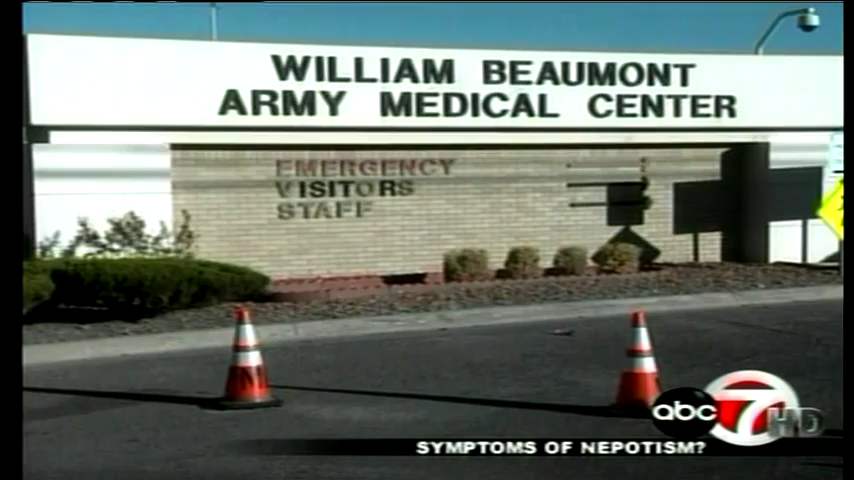 WILLIAM BEAUMONT
ARMY MEDICAL CENTER
EMERGENCY
VISITORS
STAFF
abc 7 HD
SYMPTOMS OF NEPOTISM?